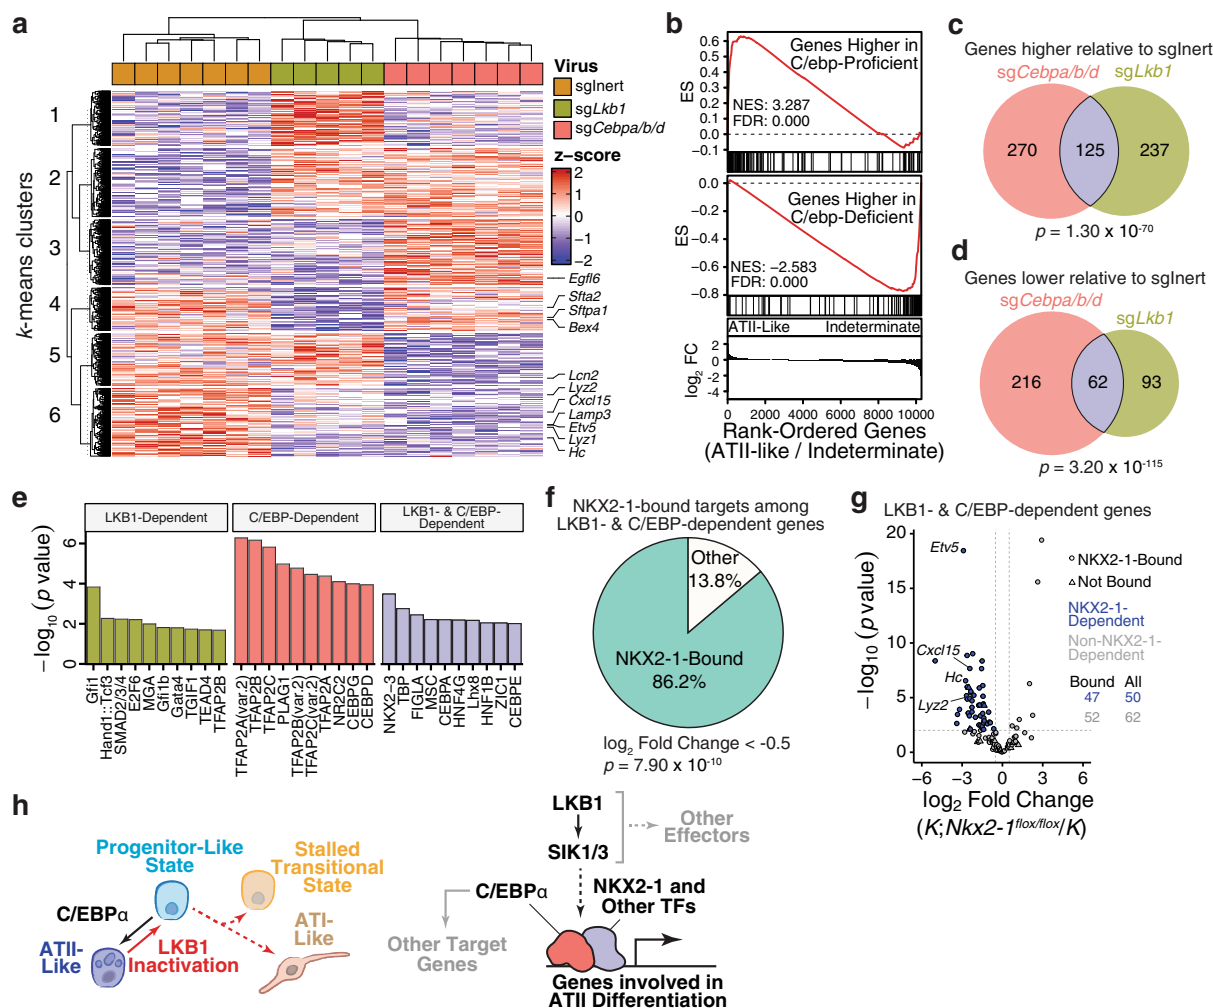 a
Virus
sgInert
sgLkb1
sgCebpa/b/d
z−score
2
1
0
−1
−2
k-means clusters
1
2
3
4
5
6
Egfl6
Sfta2
Sftpa1
Bex4
Lcn2
Lyz2
Cxcl15
Lamp3
Etv5
Lyz1
Hc
b
Genes Higher in
C/ebp-Proficient
NES: 3.287
FDR: 0.000
ES
0.6
0.5
0.4
0.3
0.2
0.1
0.0
−0.1
Genes Higher in
C/ebp-Deficient
NES: −2.583
FDR: 0.000
ES
0.0
−0.2
−0.4
−0.6
−0.8
ATII-Like Indeterminate
log2 FC
2
0
-2
-4
0 2000 4000 6000 8000 10000
Rank-Ordered Genes
(ATII-like / Indeterminate)
c
Genes higher relative to sgInert
sgCebpa/b/d sgLkb1
270 125 237
p = 1.30 x 10-70
d
Genes lower relative to sgInert
sgCebpa/b/d
sgLkb1
216 62 93
p = 3.20 x 10-115
e
LKB1-Dependent
C/EBP-Dependent
LKB1- & C/EBP-
Dependent
−log10 (p value)
6
4
2
0
Gfi1
Hand1::Tcf3
SMAD2/3/4
E2F6
MGA
Gfi1b
Gata4
TGIF1
TEAD4
TFAP2B
TFAP2A(var.2)
TFAP2B
TFAP2C
PLAG1
TFAP2B(var.2)
TFAP2C(var.2)
TFAP2A
NR2C2
CEBPG
CEBPD
NKX2−3
TBP
FIGLA
MSC
CEBPA
HNF4G
Lhx8
HNF1B
ZIC1
CEBPE
f
NKX2-1-bound targets among
LKB1- & C/EBP-dependent genes
Other
13.8%
NKX2-1-Bound
86.2%
log2 Fold Change < -0.5
p = 7.90 x 10-10
g
LKB1- & C/EBP-dependent genes
−log10 (p value)
20
15
10
5
0
Etv5
Cxcl15
Hc
Lyz2
NKX2-1-Bound
Not Bound
NKX2-1-
Dependent
Non-NKX2-1-
Dependent
Bound All
47 50
52 62
−6 −3 0 3 6
log2 Fold Change
(K;Nkx2-1flox/flox/K)
h
Progenitor-Like
State
Stalled
Transitional
State
C/EBPα
ATII-
Like
LKB1
Inactivation
ATI-
Like
LKB1
SIK1/3
Other
Effectors
C/EBPα
NKX2-1 and
Other TFs
Other Target
Genes
Genes involved in
ATII Differentiation